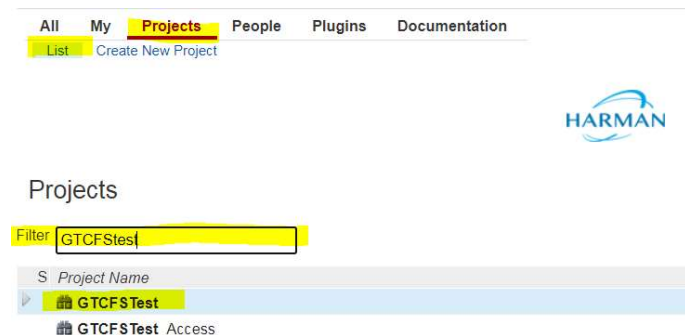 All My Projects People Plugins Documentation
List Create New Project
HARMAN
Projects
Filter GTCFStest
S Project Name
GTCFSTest
GTCFSTest Access